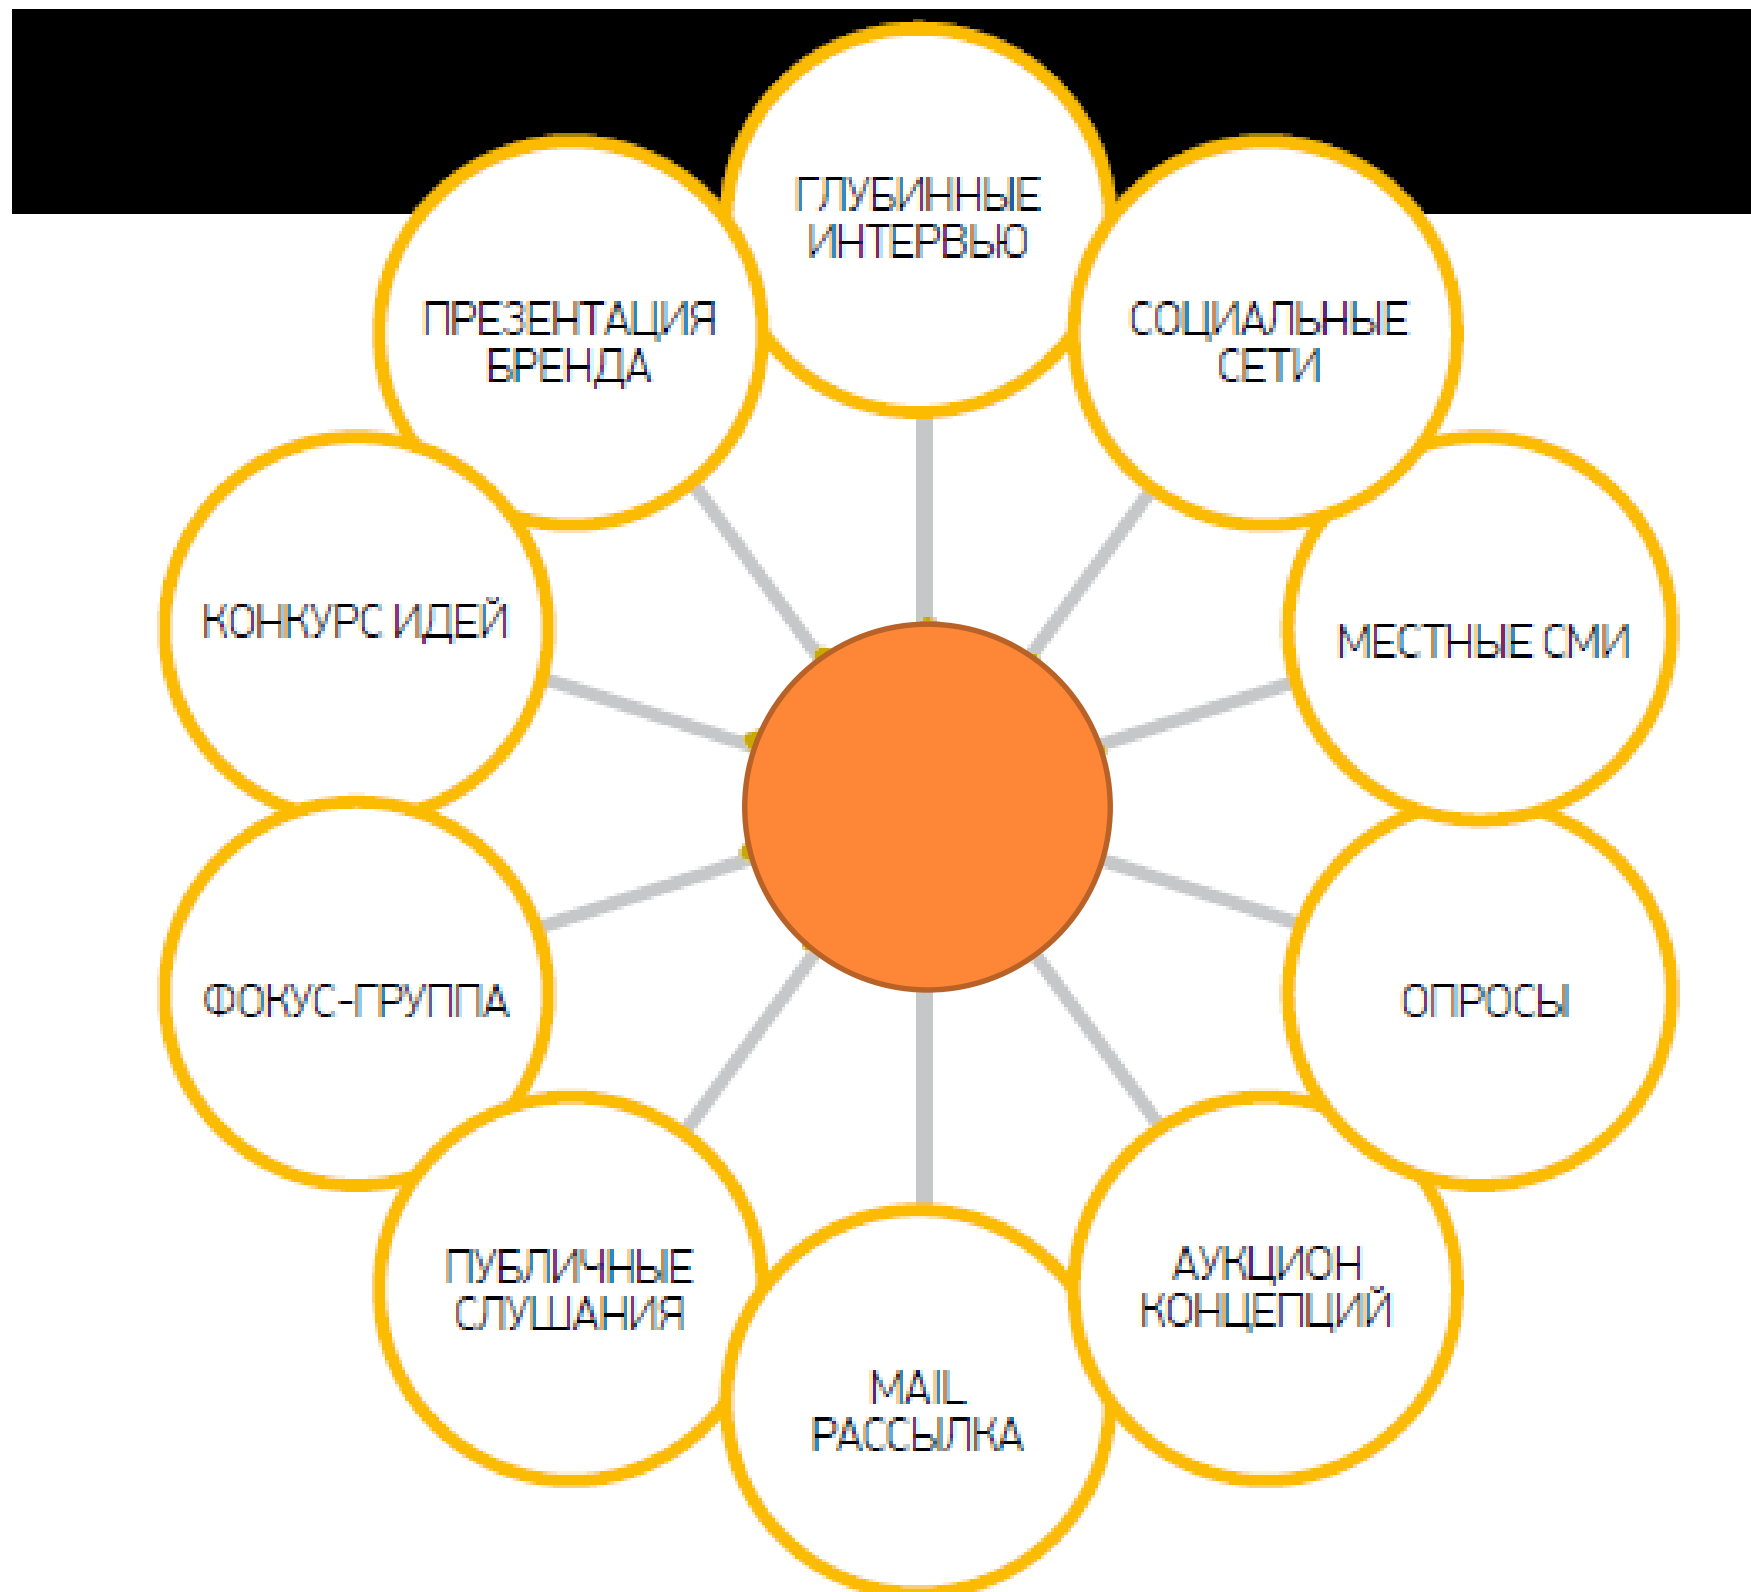 ГЛУБИННЫЕ
ИНТЕРВЬЮ
ПРЕЗЕНТАЦИЯ
БРЕНДА
СОЦИАЛЬНЫЕ
СЕТИ
КОНКУРС ИДЕЙ
МЕСТНЫЕ СМИ
ФОКУС-ГРУППА
ОПРОСЫ
ПУБЛИЧНЫЕ
СЛУШАНИЯ
АУКЦИОН
КОНЦЕПЦИЙ
MAIL
РАССЫЛКА